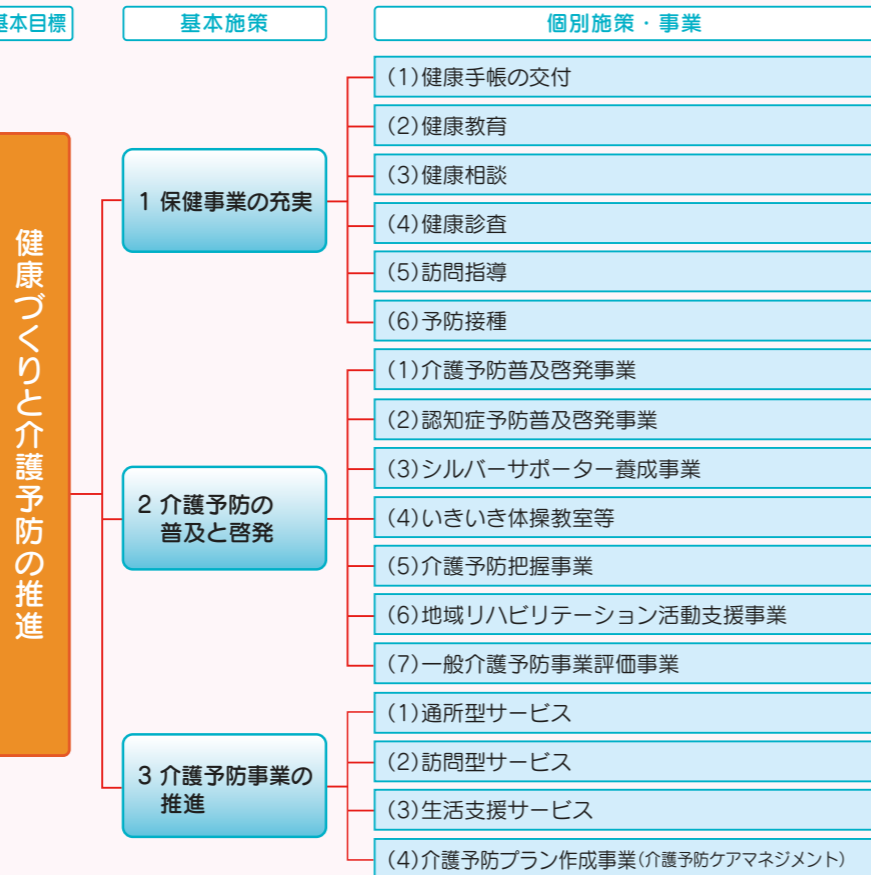 基本目標
基本施策
個別施策・事業
健康づくりと介護予防の推進
1 保健事業の充実
(1)健康手帳の交付
(2)健康教育
(3)健康相談
(4)健康診査
(5)訪問指導
(6)予防接種
2 介護予防の
普及と啓発
(1)介護予防普及啓発事業
(2)認知症予防普及啓発事業
(3)シルバーサポーター養成事業
(4)いきいき体操教室等
(5)介護予防把握事業
(6)地域リハビリテーション活動支援事業
(7)一般介護予防事業評価事業
3 介護予防事業の
推進
(1)通所型サービス
(2)訪問型サービス
(3)生活支援サービス
(4)介護予防プラン作成事業(介護予防ケアマネジメント)